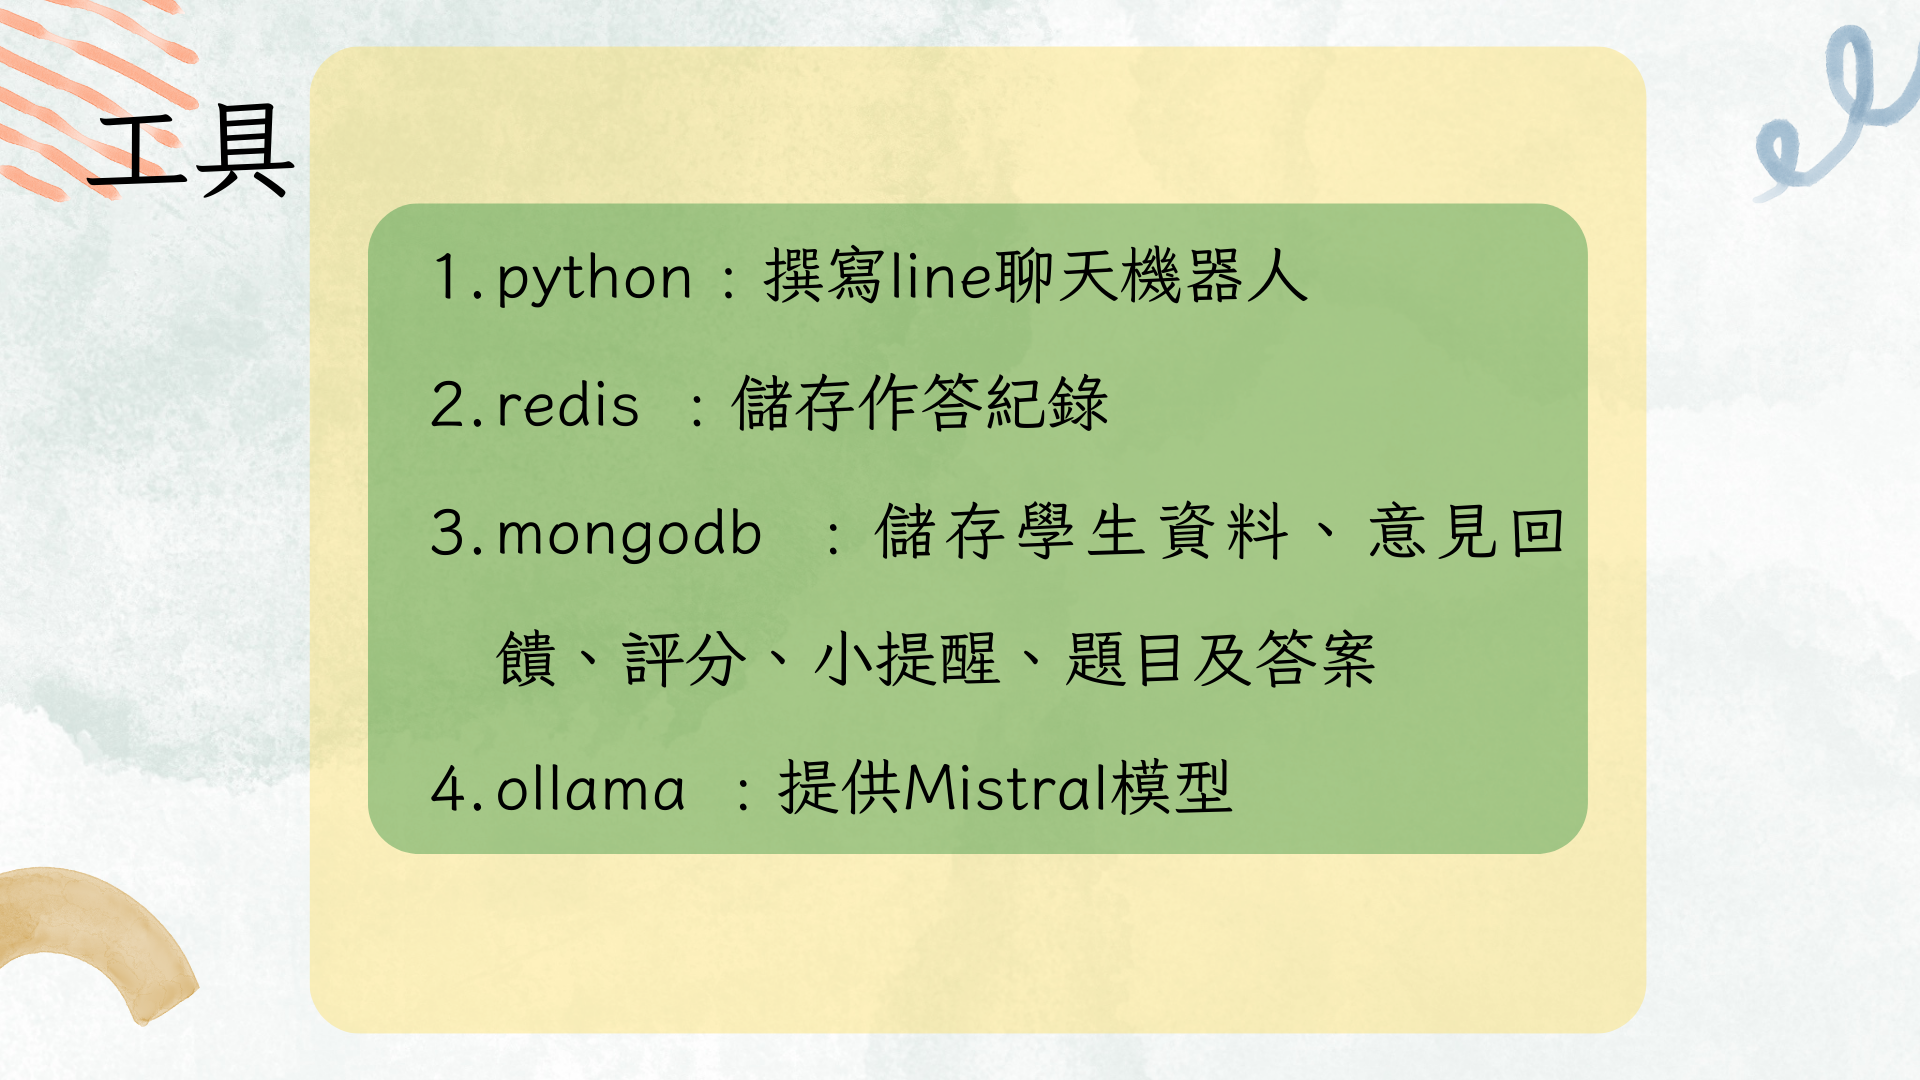 工具
1. python：撰寫line聊天機器人
2. redis ：儲存作答紀錄
3. mongodb ：儲存學生資料、意見回
饋、評分、小提醒、題目及答案
4. ollama ：提供Mistral模型